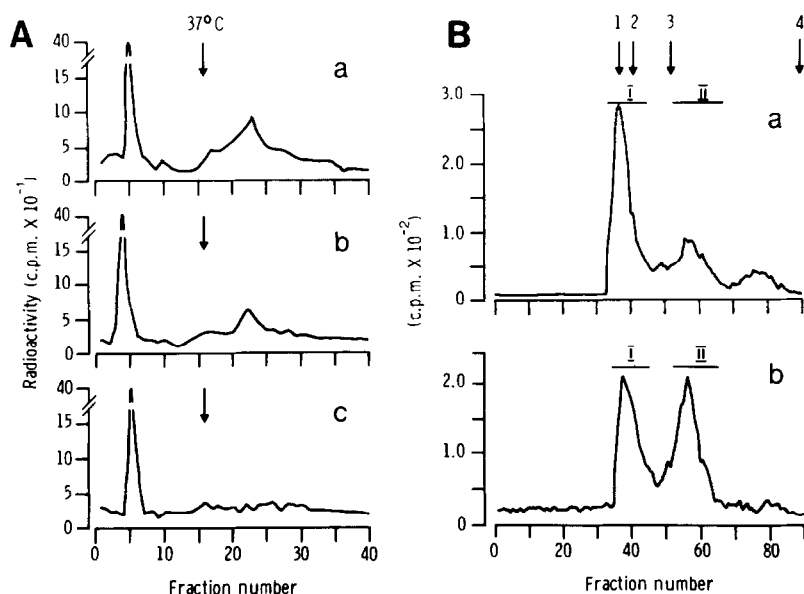 A
37°C
a
40
15
10
5
0
b
40
15
10
5
0
c
40
15
10
5
0
0 10 20 30 40
Fraction number
Radioactivity (c.p.m. X 10⁻¹)
B
1 2 3 4
I II
a
3.0
2.0
1.0
0
(c.p.m. X 10⁻²)
I II
b
2.0
1.0
0
0 20 40 60 80
Fraction number